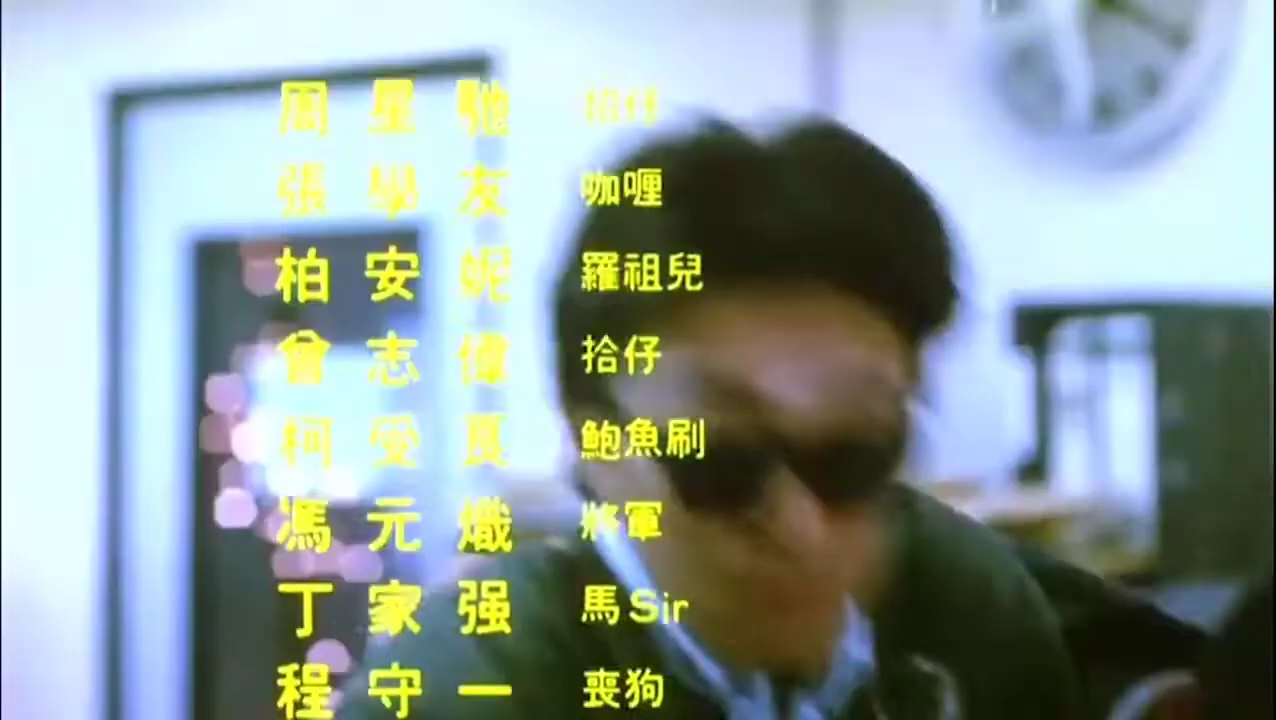 周星馳
張學友 咖喱
柏安妮 羅祖兒
曾志偉 拾仔
柯受良 鮑魚刷
馮元熾 將軍
丁家强 馬Sir
程守一 喪狗